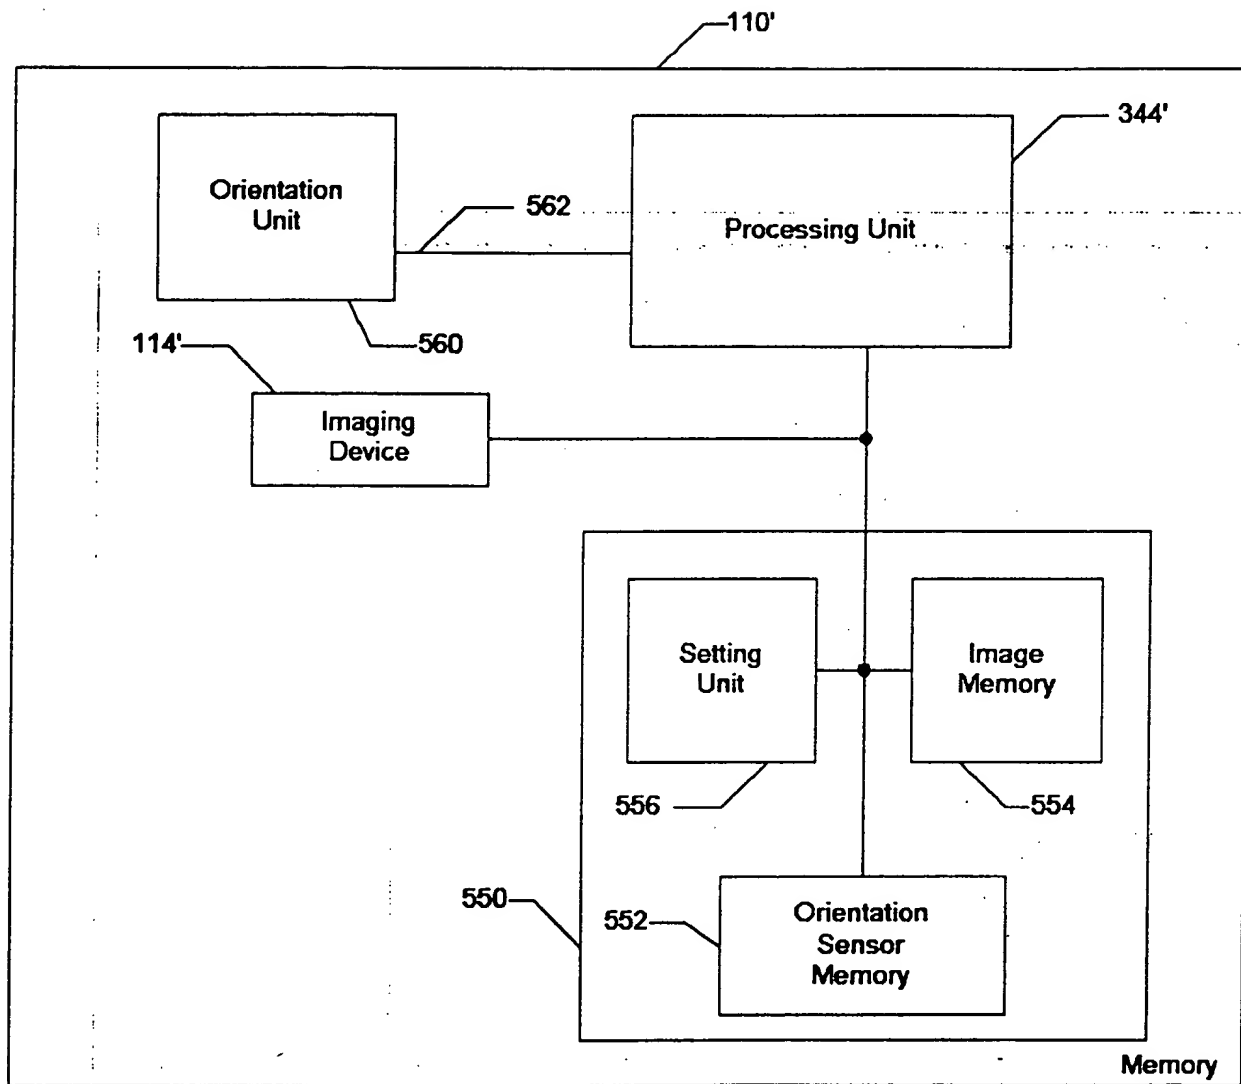 110'
344'
Orientation
Unit
562
Processing Unit
114'
560
Imaging
Device
Setting
Unit
Image
Memory
556
554
550
552
Orientation
Sensor
Memory
Memory